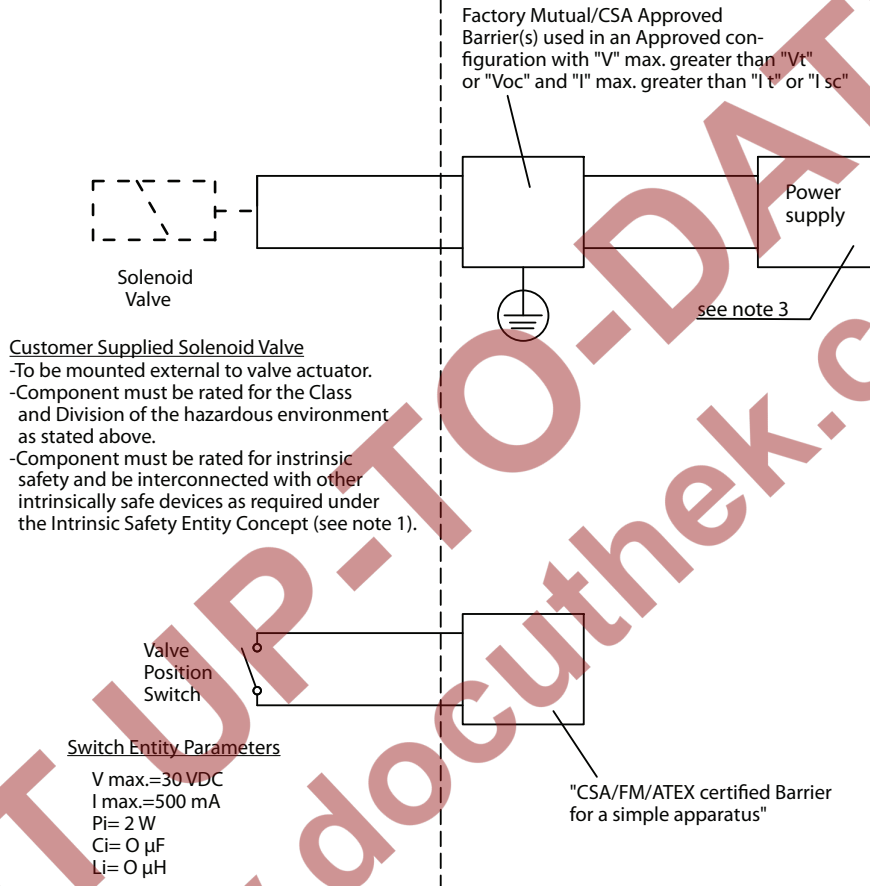 Factory Mutual/CSA Approved
Barrier(s) used in an Approved con-
figuration with "V" max. greater than "Vt"
or "Voc" and "I" max. greater than "I t" or "I sc"
Power
supply
Solenoid
Valve
see note 3
Customer Supplied Solenoid Valve
-To be mounted external to valve actuator.
-Component must be rated for the Class
and Division of the hazardous environment
as stated above.
-Component must be rated for instrinsic
safety and be interconnected with other
intrinsically safe devices as required under
the Intrinsic Safety Entity Concept (see note 1).
Valve
Position
Switch
Switch Entity Parameters
V max.=30 VDC
I max.=500 mA
Pi= 2 W
Ci= O µF
Li= O µH
"CSA/FM/ATEX certified Barrier
for a simple apparatus"
T UP-TO-DAT
docuthek.c